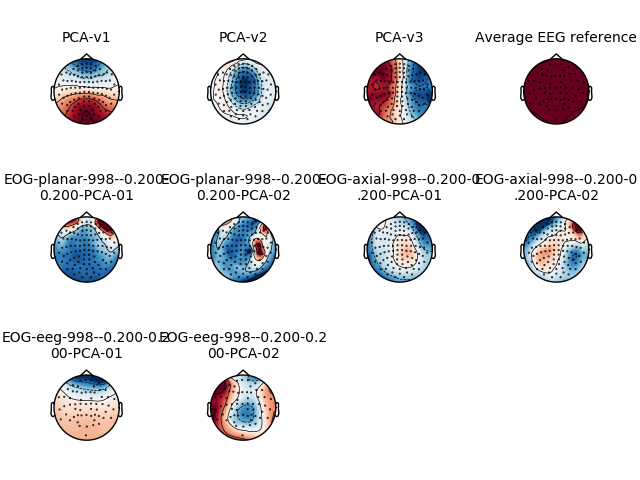 PCA-v1
PCA-v2
PCA-v3
Average EEG reference
EOG-planar-998--0.200-
0.200-PCA-01
EOG-planar-998--0.200-
0.200-PCA-02
EOG-axial-998--0.200-0
.200-PCA-01
EOG-axial-998--0.200-0
.200-PCA-02
EOG-eeg-998--0.200-0.2
00-PCA-01
EOG-eeg-998--0.200-0.2
00-PCA-02